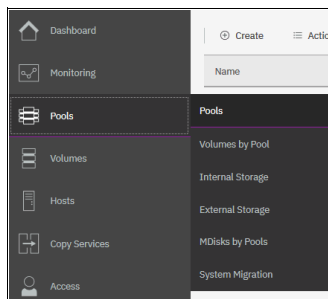 Dashboard
Monitoring
Pools
Volumes
Hosts
Copy Services
Access
Create
Name
Pools
Volumes by Pool
Internal Storage
External Storage
MDisks by Pools
System Migration